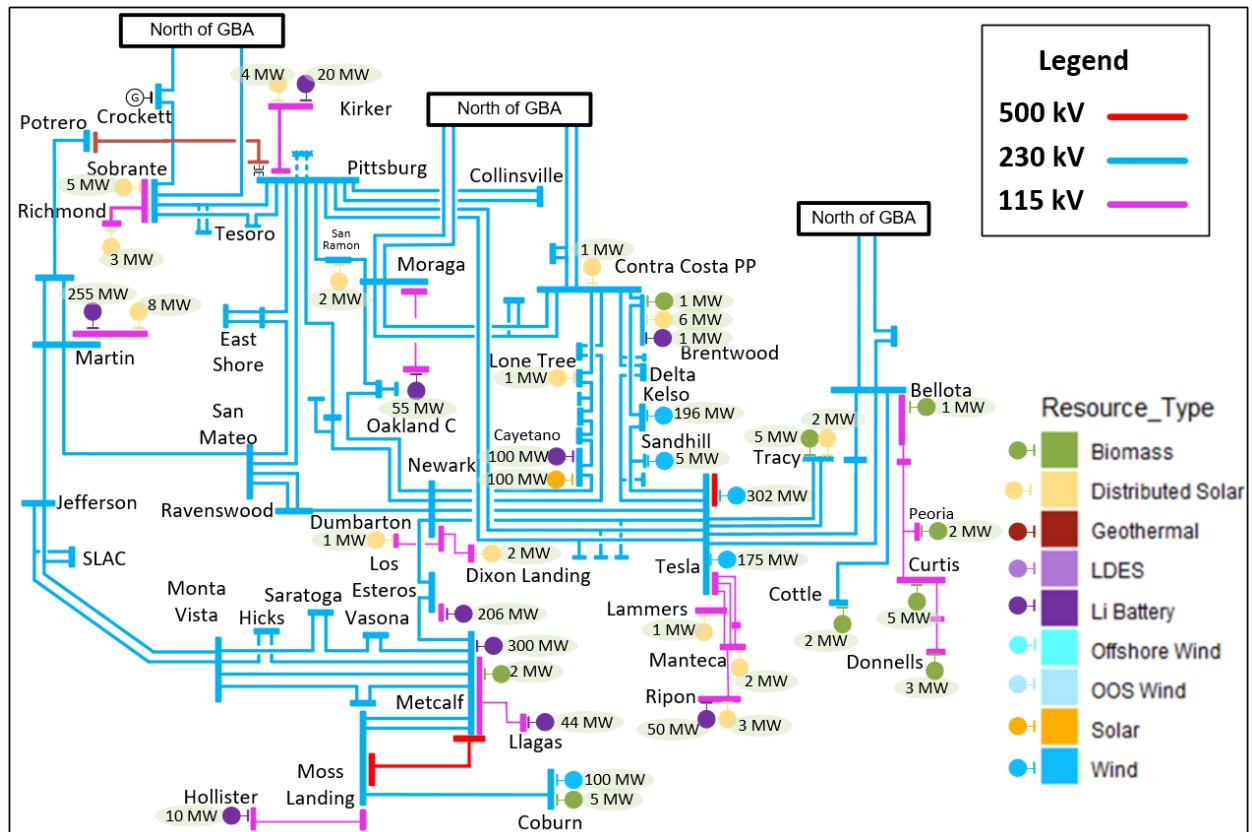 North of GBA
Legend
500 kV
230 kV
115 kV
4 MW
20 MW
Kirker
G
Crockett
Potrero
North of GBA
Sobrante
5 MW
Richmond
3 MW
Tesoro
Pittsburg
Collinsville
North of GBA
San
Ramon
2 MW
Moraga
1 MW
Contra Costa PP
255 MW
8 MW
Martin
East
Shore
1 MW
6 MW
1 MW
Brentwood
Lone Tree
1 MW
Delta
Kelso
196 MW
55 MW
Oakland C
Bellota
1 MW
Resource_Type
Biomass
Distributed Solar
Geothermal
LDES
Li Battery
Offshore Wind
OOS Wind
Solar
Wind
San
Mateo
Cayetano
100 MW
100 MW
Sandhill
5 MW
2 MW
5 MW
Tracy
Newark
302 MW
Jefferson
Ravenswood
Dumbarton
1 MW
Los
Esteros
2 MW
Dixon Landing
Peoria
2 MW
SLAC
Tesla
175 MW
Curtis
5 MW
Cottle
2 MW
Donnells
3 MW
Monta
Vista
Hicks
Saratoga
Vasona
206 MW
Lammers
1 MW
Manteca
2 MW
300 MW
2 MW
Metcalf
Ripon
50 MW
3 MW
44 MW
Llagas
Moss
Landing
Hollister
10 MW
100 MW
5 MW
Coburn